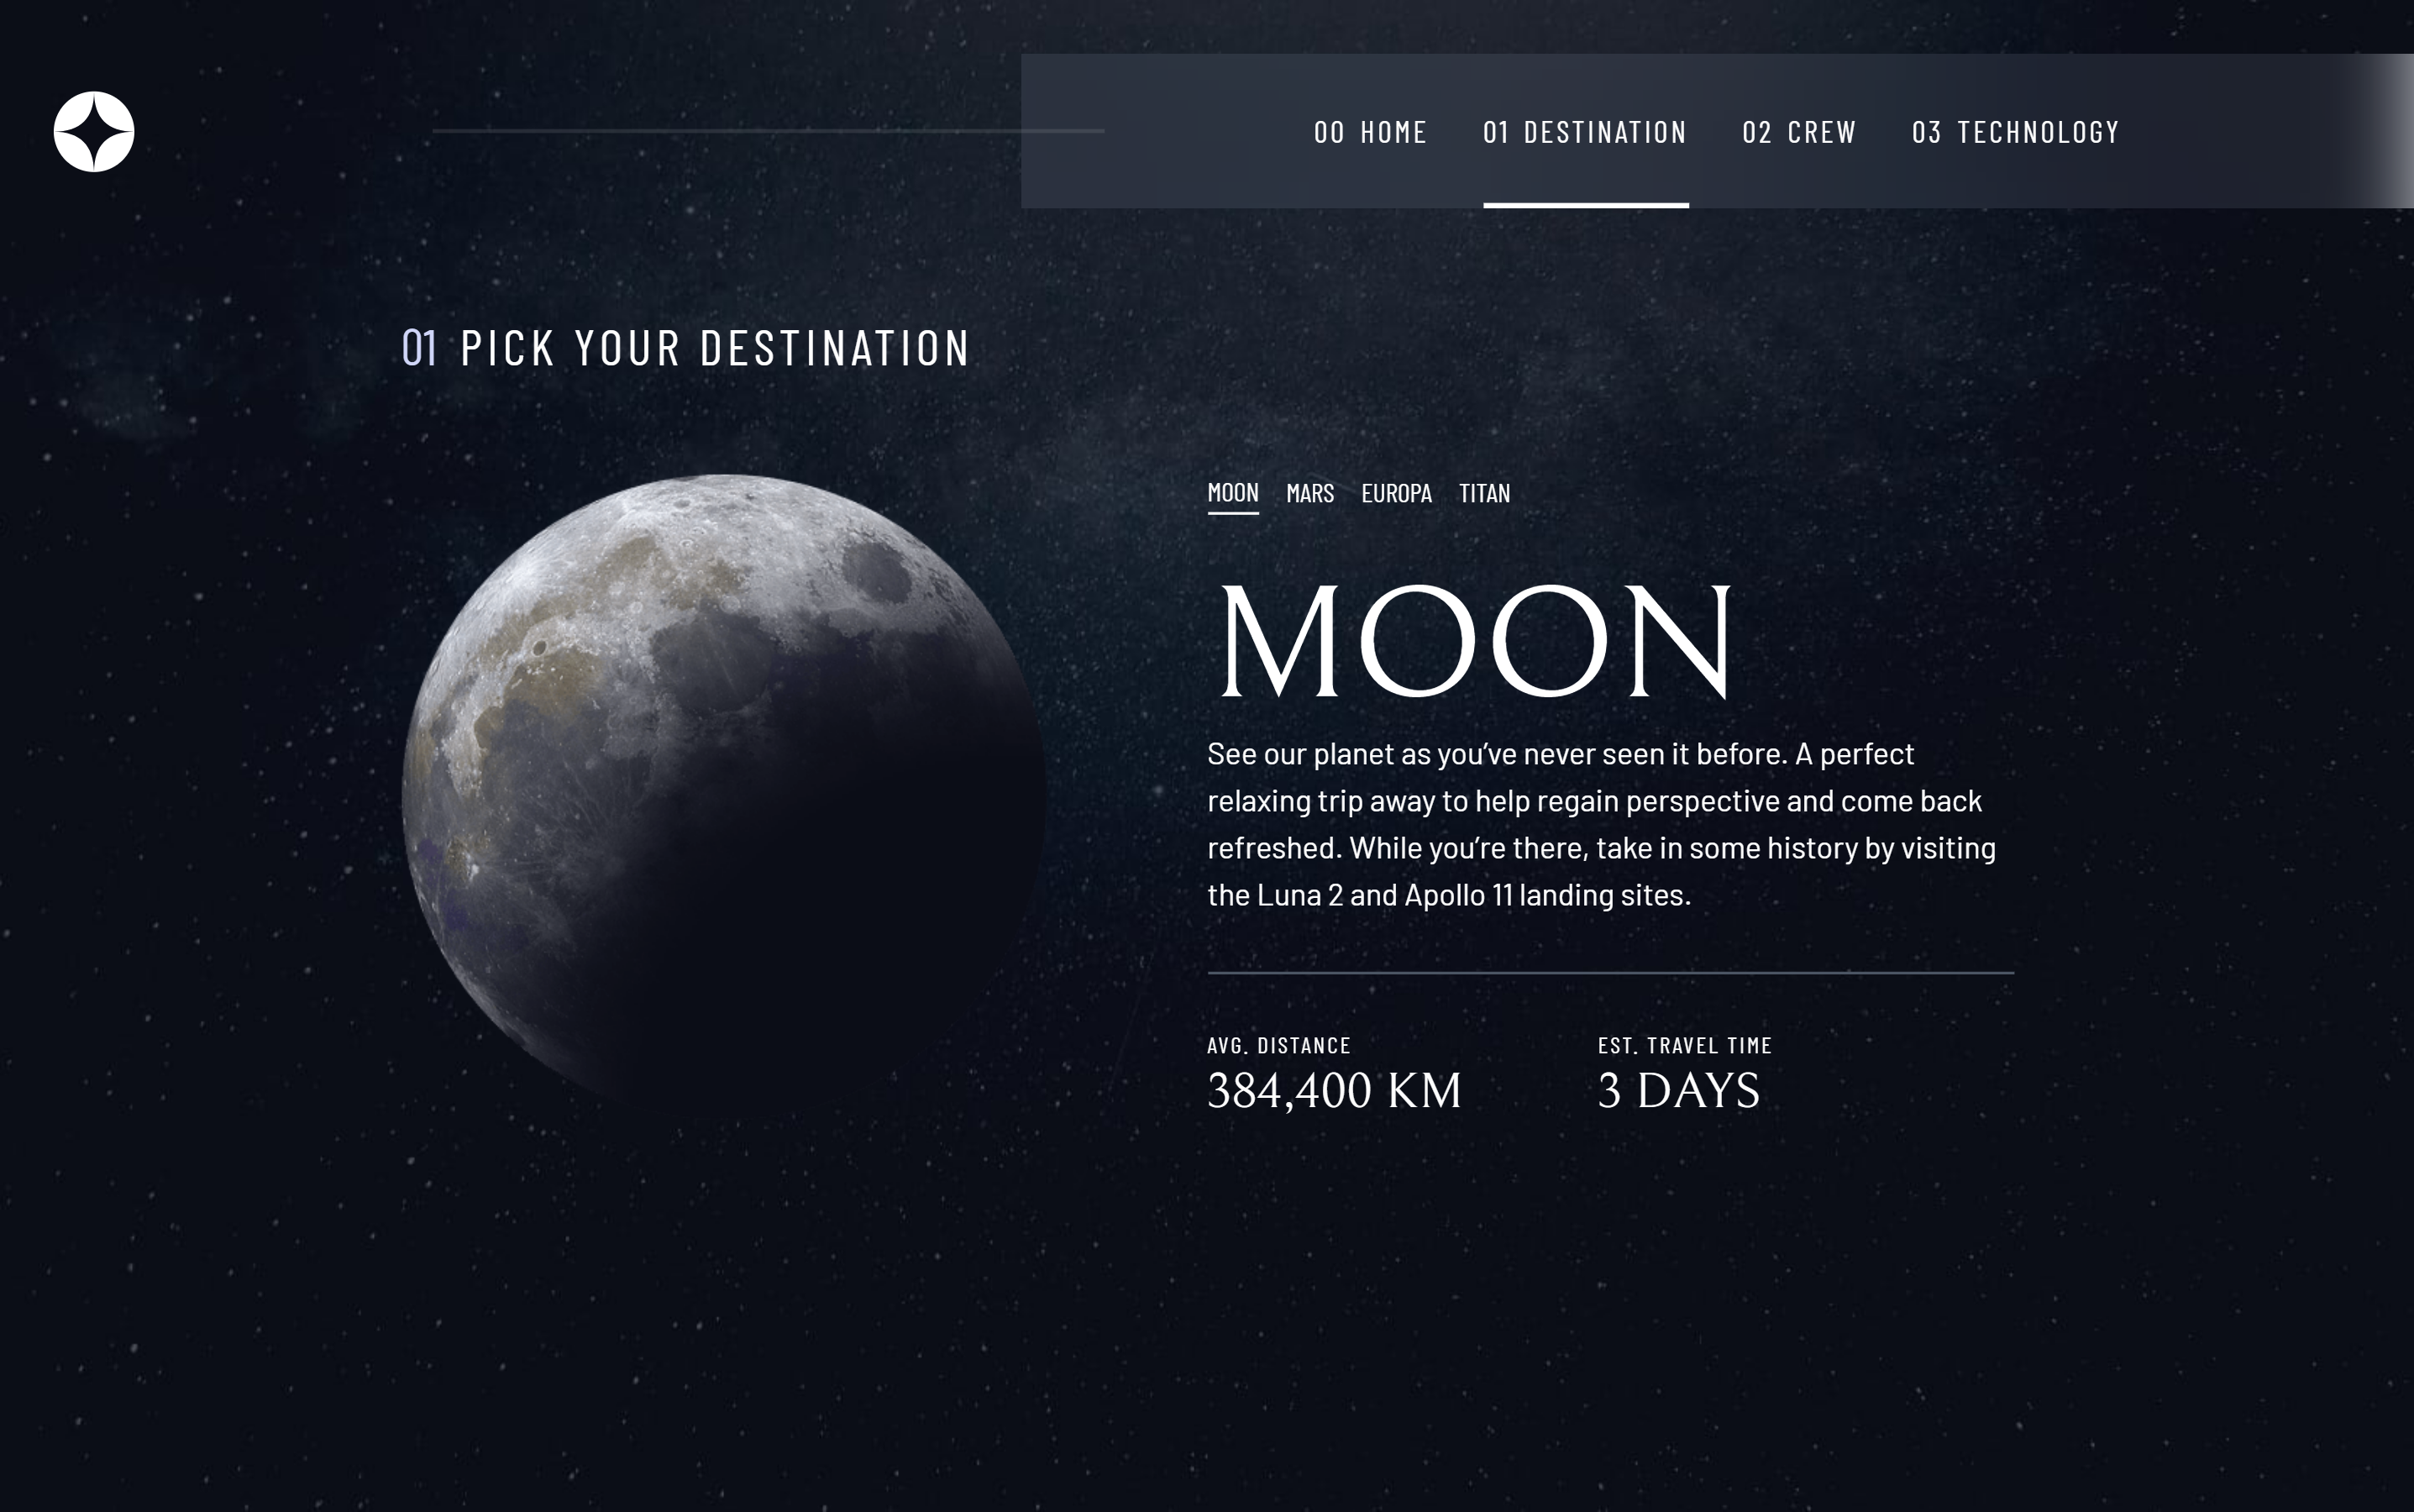 00 HOME 01 DESTINATION 02 CREW 03 TECHNOLOGY
01 PICK YOUR DESTINATION
MOON MARS EUROPA TITAN
MOON
See our planet as you’ve never seen it before. A perfect
relaxing trip away to help regain perspective and come back
refreshed. While you’re there, take in some history by visiting
the Luna 2 and Apollo 11 landing sites.
AVG. DISTANCE
384,400 KM
EST. TRAVEL TIME
3 DAYS